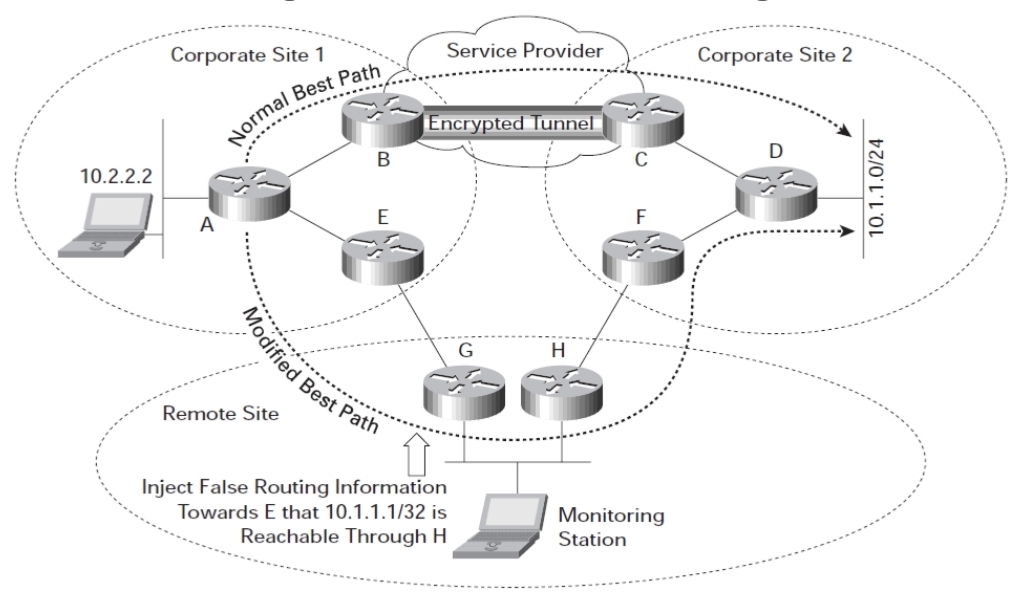 Corporate Site 1
Service Provider
Corporate Site 2
Normal Best Path
Encrypted Tunnel
B
C
D
10.2.2.2
A
E
F
10.1.1.0/24
Modified Best Path
G
H
Remote Site
Inject False Routing Information
Towards E that 10.1.1.1/32 is
Reachable Through H
Monitoring
Station